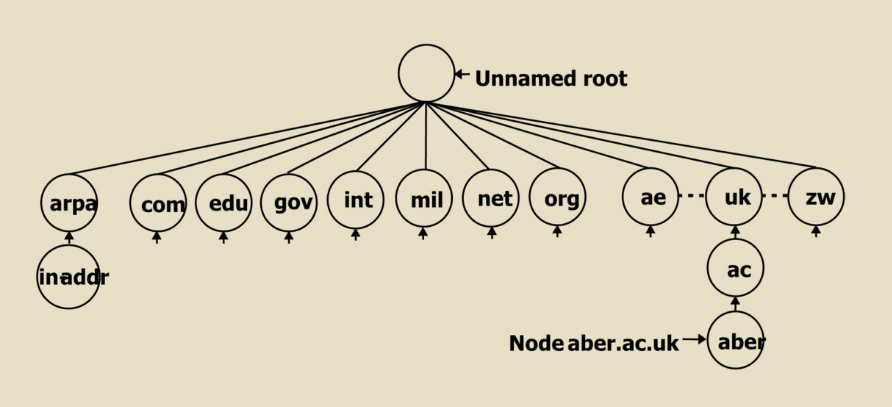 Unnamed root
arpa com edu gov int mil net org ae uk zw
in-addr ac
Node aber.ac.uk aber